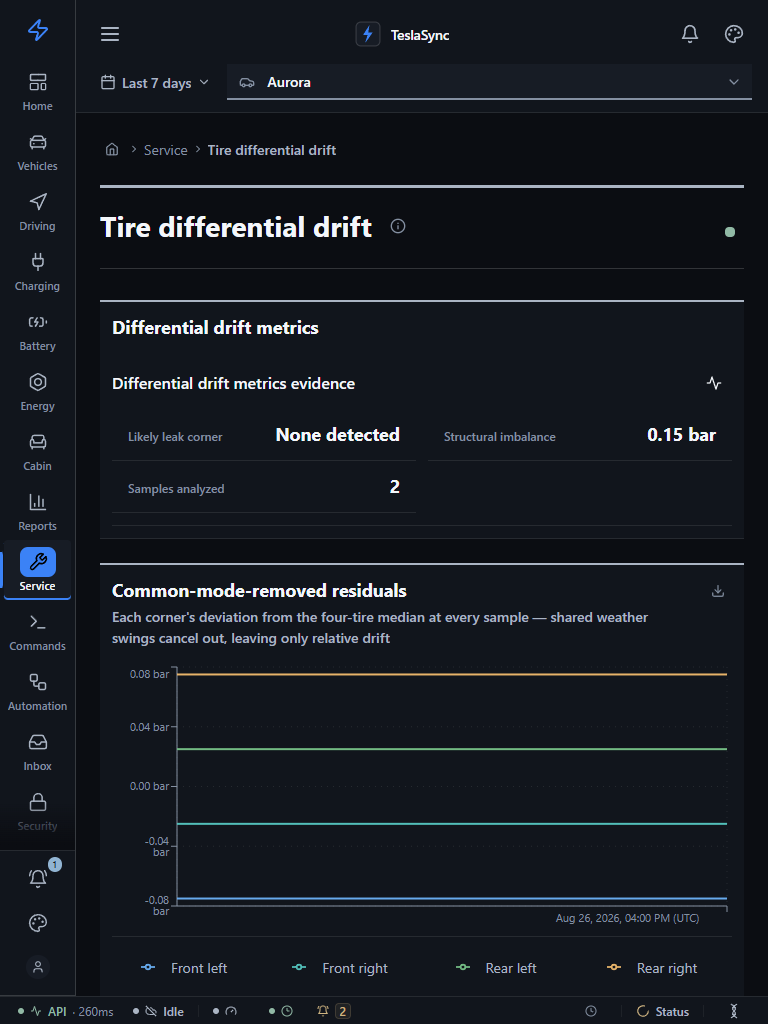 TeslaSync
Last 7 days
Aurora
Home
Vehicles
Driving
Charging
Battery
Energy
Cabin
Reports
Service
Commands
Automation
Inbox
Security
1
Service
Tire differential drift
Tire differential drift
Differential drift metrics
Differential drift metrics evidence
Likely leak corner
None detected
Structural imbalance
0.15 bar
Samples analyzed
2
Common-mode-removed residuals
Each corner's deviation from the four-tire median at every sample — shared weather
swings cancel out, leaving only relative drift
0.08 bar
0.04 bar
0.00 bar
-0.04
bar
-0.08
bar
Aug 26, 2026, 04:00 PM (UTC)
Front left
Front right
Rear left
Rear right
API · 260ms
Idle
2
Status